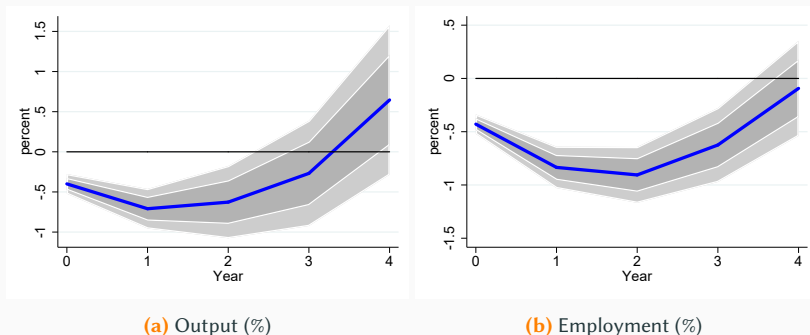 1.5
1
.5
0
-.5
-1
percent
0 1 2 3 4
Year
.5
0
-.5
-1
-1.5
percent
0 1 2 3 4
Year
(a) Output (%)
(b) Employment (%)